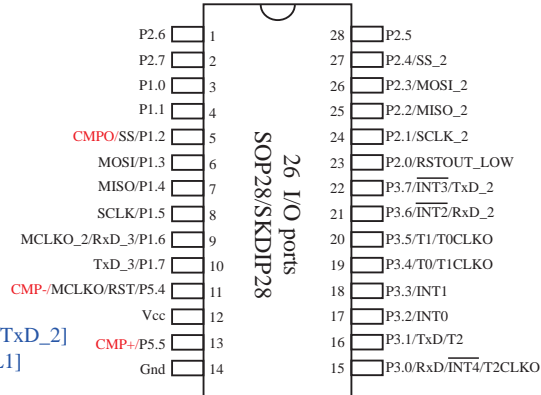 P2.6 1 28 P2.5
P2.7 2 27 P2.4/SS_2
P1.0 3 26 P2.3/MOSI_2
P1.1 4 25 P2.2/MISO_2
CMPO/SS/P1.2 5 24 P2.1/SCLK_2
MOSI/P1.3 6 23 P2.0/RSTOUT_LOW
MISO/P1.4 7 22 P3.7/INT3/TxD_2
SCLK/P1.5 8 21 P3.6/INT2/RxD_2
MCLKO_2/RxD_3/P1.6 9 20 P3.5/T1/T0CLKO
TxD_3/P1.7 10 19 P3.4/T0/T1CLKO
CMP-/MCLKO/RST/P5.4 11 18 P3.3/INT1
Vcc 12 17 P3.2/INT0
CMP+/P5.5 13 16 P3.1/TxD/T2
Gnd 14 15 P3.0/RxD/INT4/T2CLKO
26 I/O ports
SOP28/SKDIP28
TxD_2]
1]